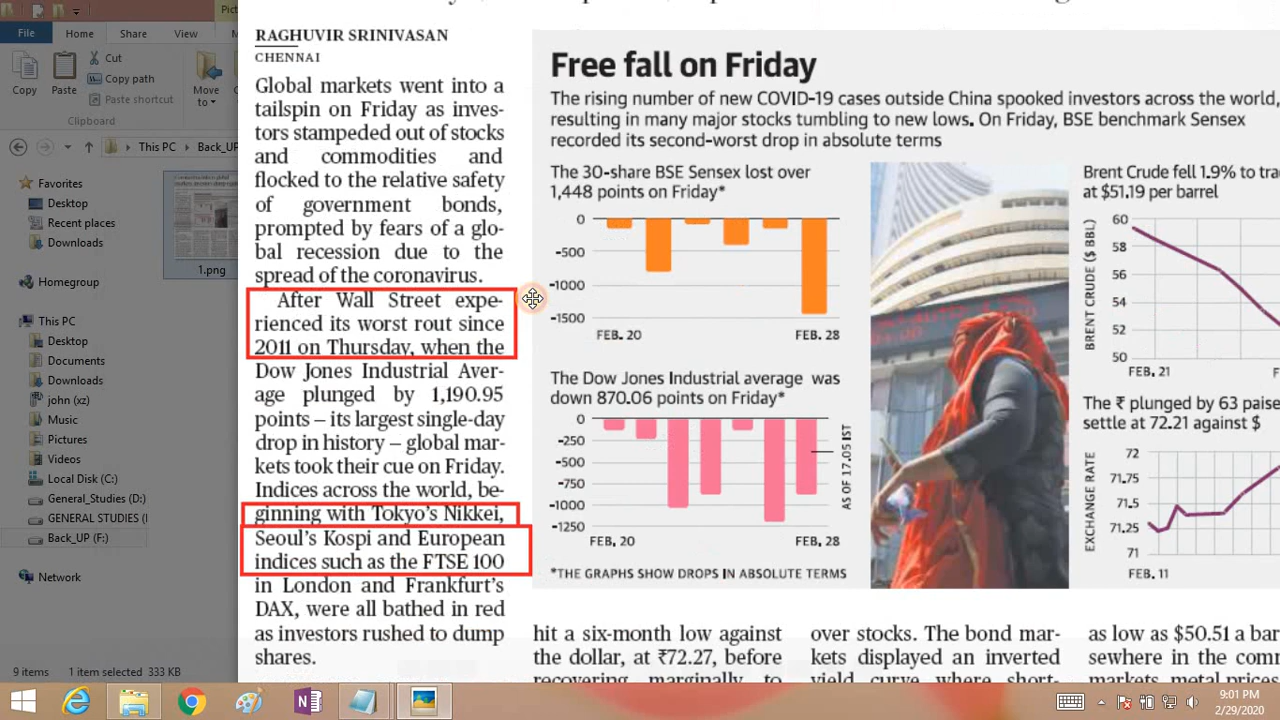 File
Home
Share
View
Pict
Copy
Paste
Cut
Copy path
Paste shortcut
Move
to
Clipboard
This PC
Back_UP
Favorites
Desktop
Recent places
Downloads
Homegroup
This PC
Desktop
Documents
Downloads
john (xz)
Music
Pictures
Videos
Local Disk (C:)
General_Studies (D:)
GENERAL STUDIES (I
Back_UP (F:)
Network
1.png
9 items
1 item selected 333 KB
RAGHUVIR SRINIVASAN
CHENNAI
Global markets went into a
tailspin on Friday as inves-
tors stampeded out of stocks
and commodities and
flocked to the relative safety
of government bonds,
prompted by fears of a glo-
bal recession due to the
spread of the coronavirus.
After Wall Street expe-
rienced its worst rout since
2011 on Thursday, when the
Dow Jones Industrial Aver-
age plunged by 1,190.95
points – its largest single-day
drop in history – global mar-
kets took their cue on Friday.
Indices across the world, be-
ginning with Tokyo's Nikkei,
Seoul's Kospi and European
indices such as the FTSE 100
in London and Frankfurt's
DAX, were all bathed in red
as investors rushed to dump
shares.
Free fall on Friday
The rising number of new COVID-19 cases outside China spooked investors across the world,
resulting in many major stocks tumbling to new lows. On Friday, BSE benchmark Sensex
recorded its second-worst drop in absolute terms
The 30-share BSE Sensex lost over
1,448 points on Friday*
0
-500
-1000
-1500
FEB. 20
FEB. 28
The Dow Jones Industrial average was
down 870.06 points on Friday*
0
-250
-500
-750
-1000
-1250
FEB. 20
FEB. 28
AS OF 17.05 IST
*THE GRAPHS SHOW DROPS IN ABSOLUTE TERMS
Brent Crude fell 1.9% to tra
at $51.19 per barrel
BRENT CRUDE ($ BBL)
60
58
56
54
52
50
FEB. 21
F
The ₹ plunged by 63 paise
settle at 72.21 against $
EXCHANGE RATE
72
71.75
71.5
71.25
71
FEB. 11
hit a six-month low against
the dollar, at ₹72.27, before
recovering marginally to
over stocks. The bond mar-
kets displayed an inverted
yield curve where short-
as low as $50.51 a bar
sewhere in the com
markets, metal prices
9:01 PM
2/29/2020